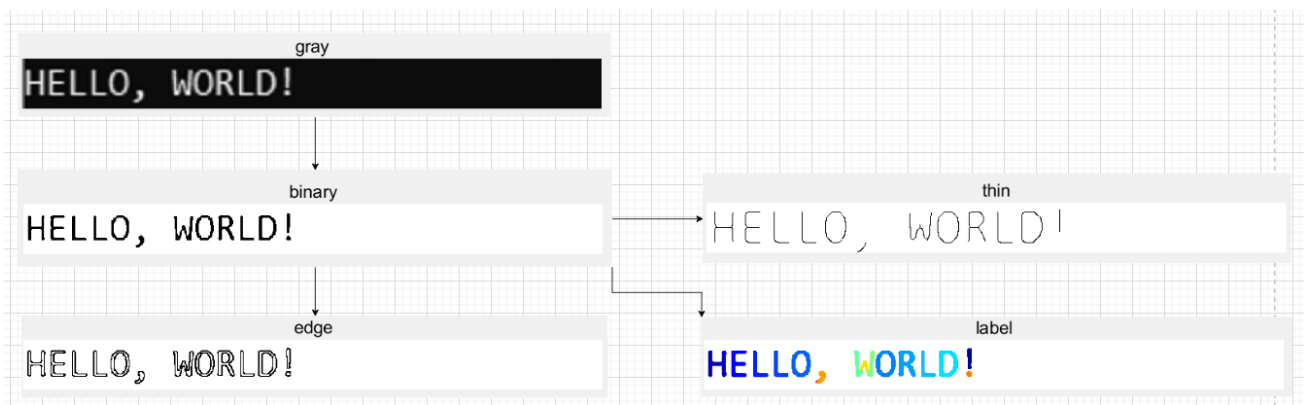 gray
HELLO, WORLD!
binary
HELLO, WORLD!
thin
HELLO, WORLD!
edge
HELLO, WORLD!
label
HELLO, WORLD!